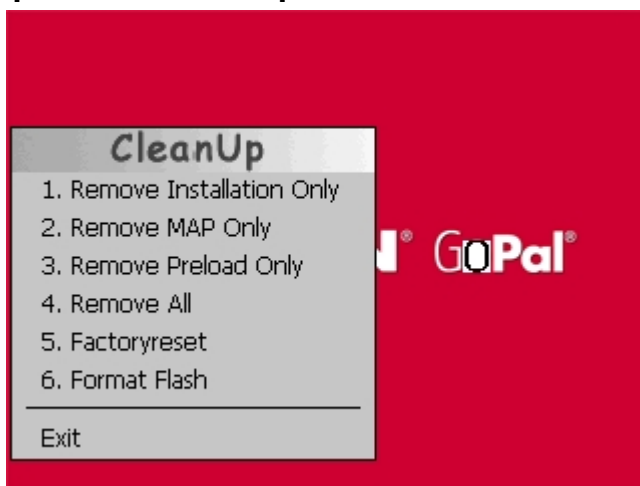 CleanUp
1. Remove Installation Only
2. Remove MAP Only
3. Remove Preload Only
4. Remove All
5. Factoryreset
6. Format Flash
Exit
GoPal®